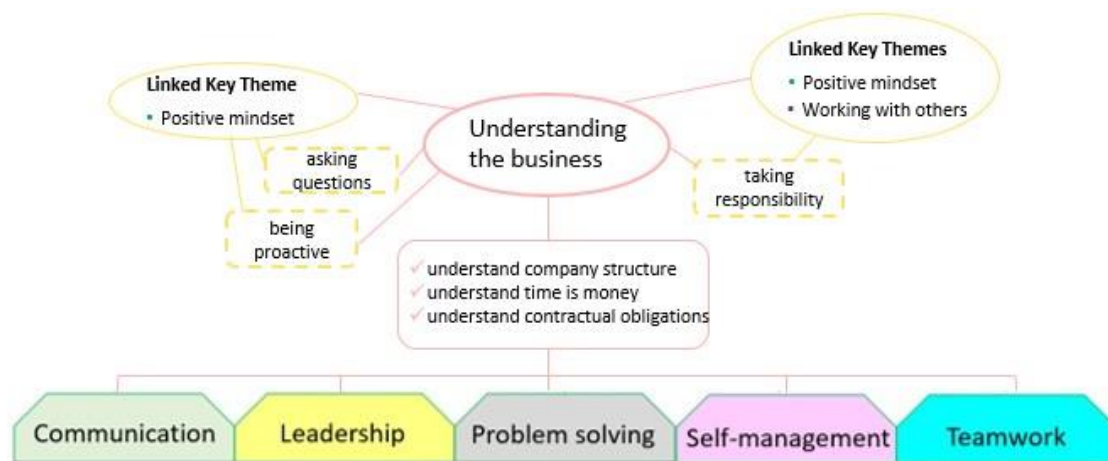 Linked Key Themes
• Positive mindset
• Working with others
Linked Key Theme
• Positive mindset
Understanding
the business
asking
questions
taking
responsibility
being
proactive
✓ understand company structure
✓ understand time is money
✓ understand contractual obligations
Communication
Leadership
Problem solving
Self-management
Teamwork